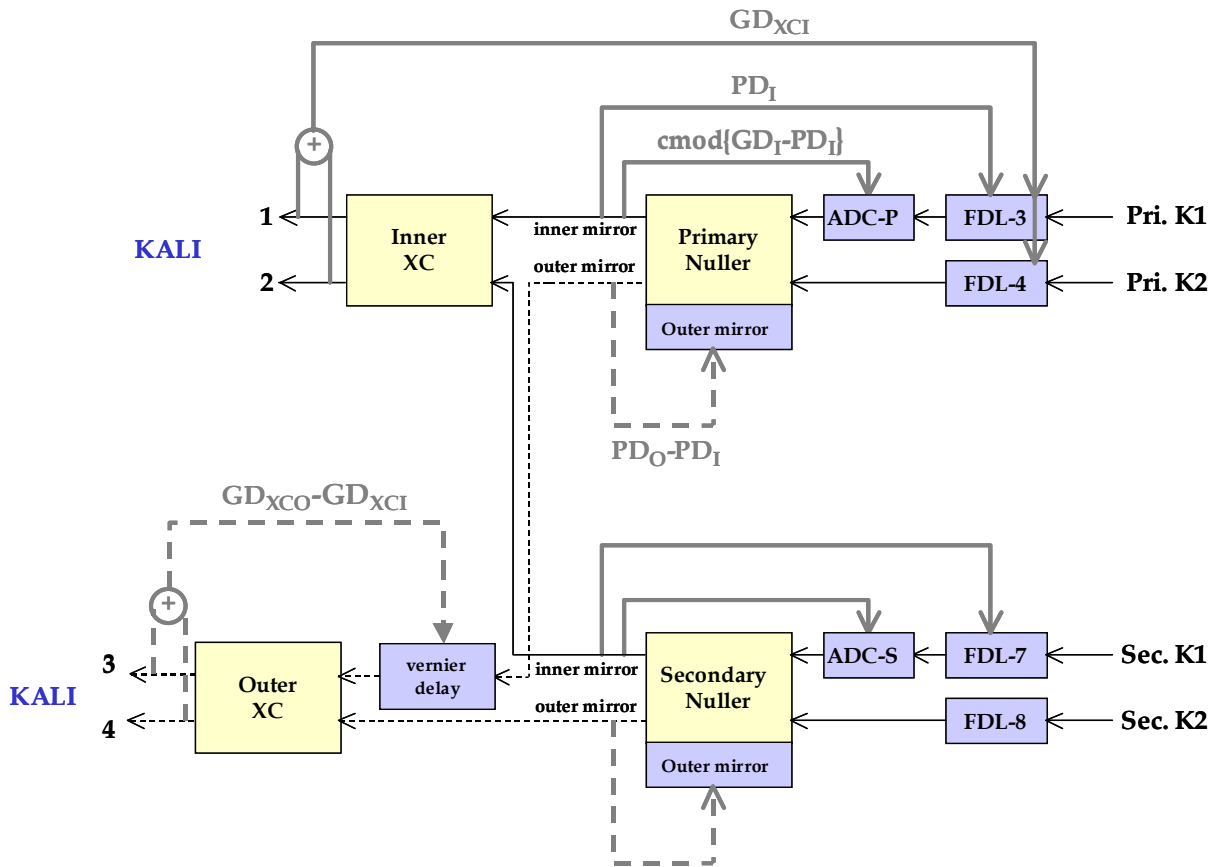 GD_XCI
PD_I
cmod{GD_I-PD_I}
+
1
2
KALI
Inner
XC
inner mirror
outer mirror
Primary
Nuller
Outer mirror
ADC-P
FDL-3
FDL-4
Pri. K1
Pri. K2
PD_O-PD_I
GD_XCO-GD_XCI
+
3
4
KALI
Outer
XC
vernier
delay
inner mirror
outer mirror
Secondary
Nuller
Outer mirror
ADC-S
FDL-7
FDL-8
Sec. K1
Sec. K2